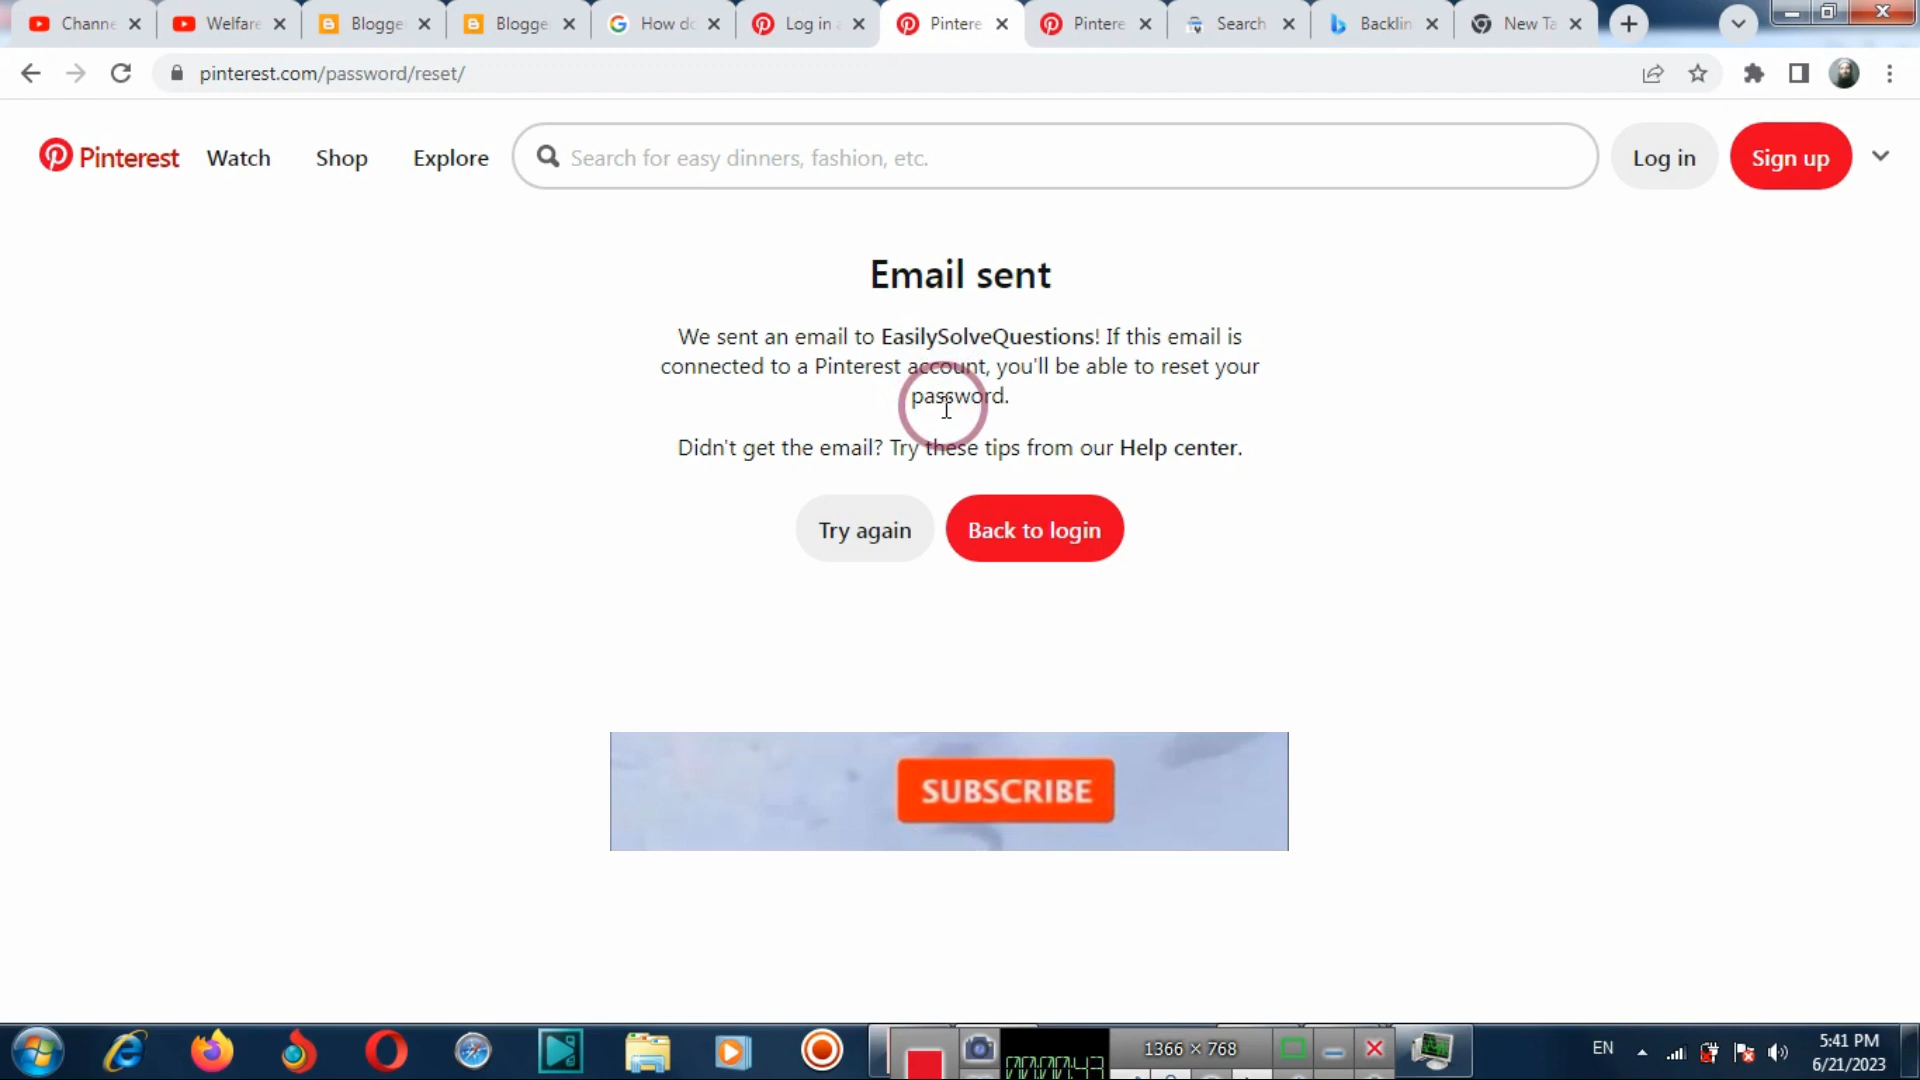 Channe
Welfare
Blogge
Blogge
How do
Log in a
Pintere
Pintere
Search
Backlin
New Ta
pinterest.com/password/reset/
Pinterest
Watch
Shop
Explore
Search for easy dinners, fashion, etc.
Log in
Sign up
Email sent
We sent an email to EasilySolveQuestions! If this email is
connected to a Pinterest account, you'll be able to reset your
password.
Didn't get the email? Try these tips from our Help center.
Try again
Back to login
SUBSCRIBE
00:00:43
1366 × 768
EN
5:41 PM
6/21/2023